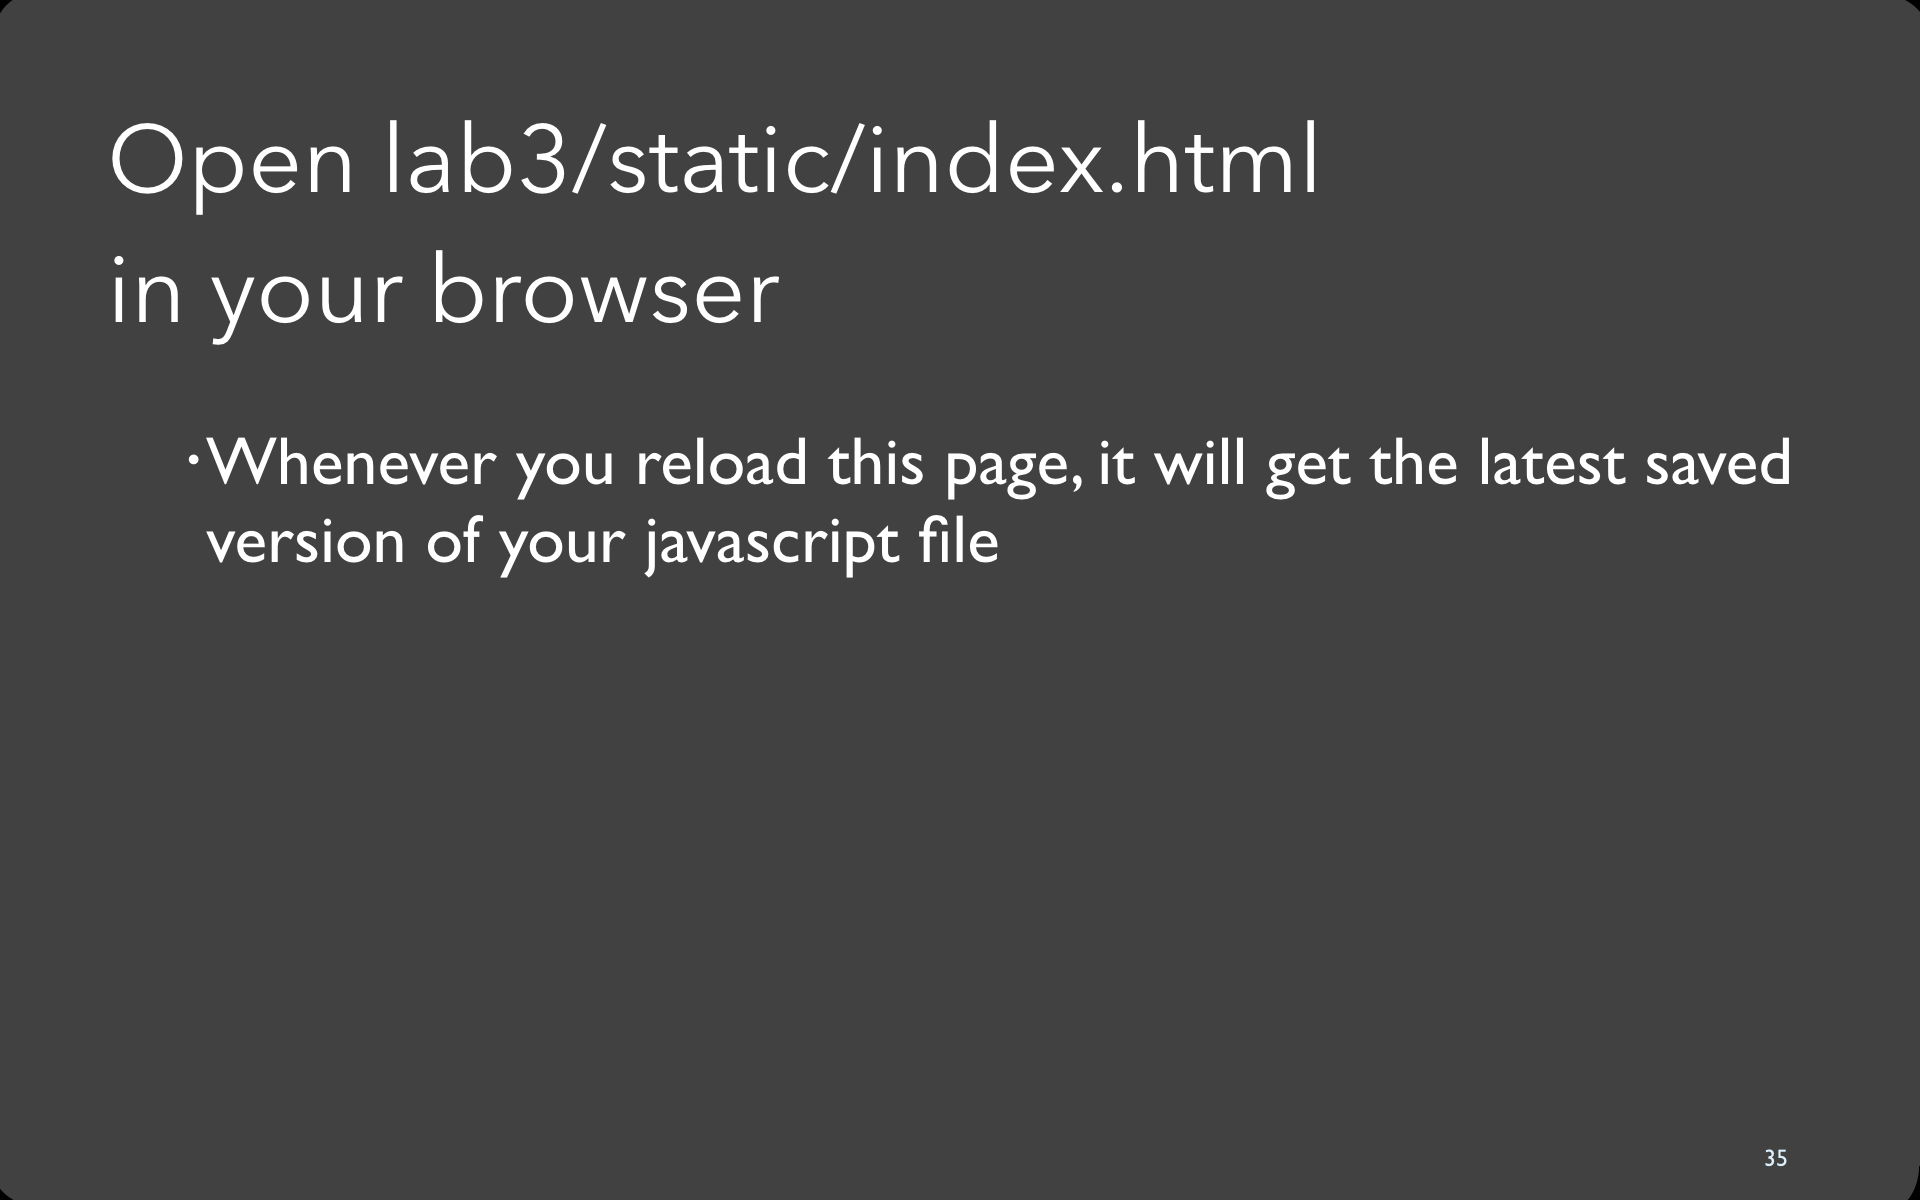 Open lab3/static/index.html
in your browser
·Whenever you reload this page, it will get the latest saved
version of your javascript file
35